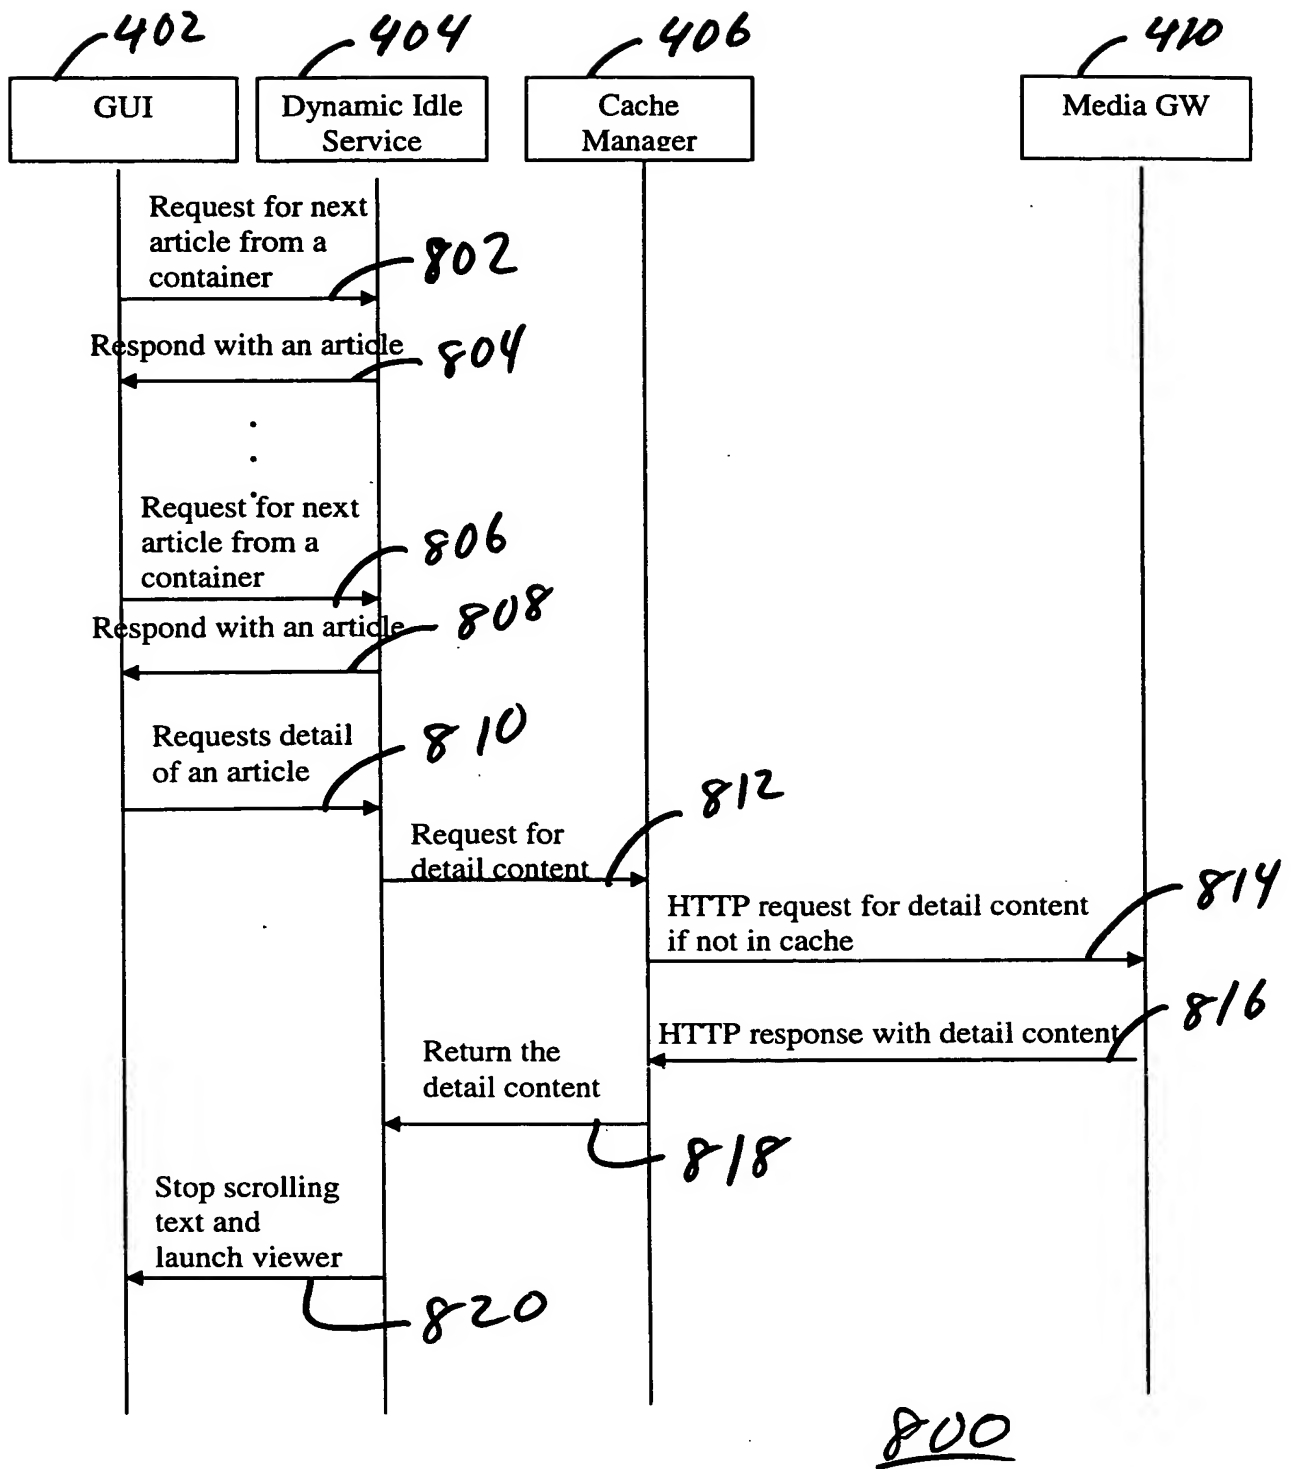 402
404
406
410
GUI
Dynamic Idle
Service
Cache
Manager
Media GW
Request for next
article from a
container
802
Respond with an article
804
Request for next
article from a
container
806
Respond with an article
808
Requests detail
of an article
810
Request for
detail content
812
HTTP request for detail content
if not in cache
814
HTTP response with detail content
816
Return the
detail content
818
Stop scrolling
text and
launch viewer
820
800